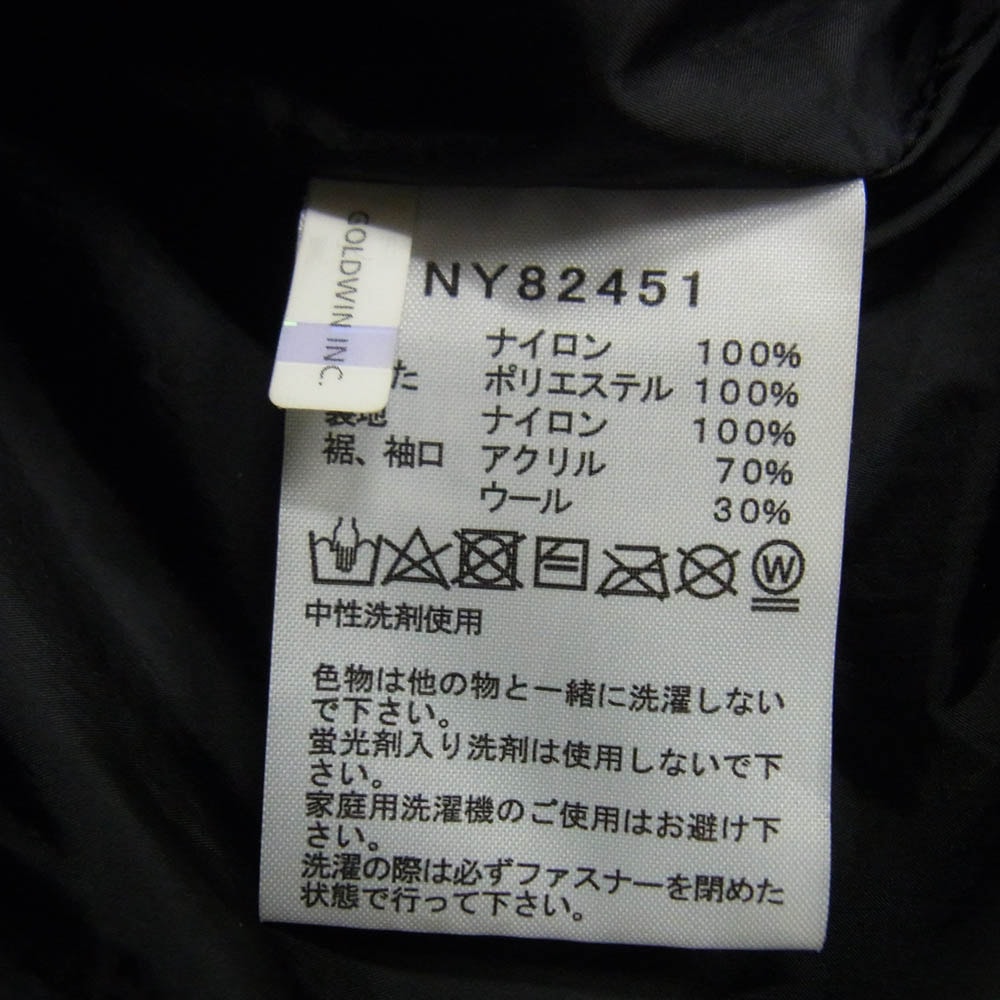 GOLDWIN INC.
NY82451
ナイロン 100%
た ポリエステル 100%
裏地 ナイロン 100%
裾、袖口 アクリル 70%
ウール 30%
W
中性洗剤使用
色物は他の物と一緒に洗濯しない
で下さい。
蛍光剤入り洗剤は使用しないで下
さい。
家庭用洗濯機のご使用はお避け下
さい。
洗濯の際は必ずファスナーを閉めた
状態で行って下さい。